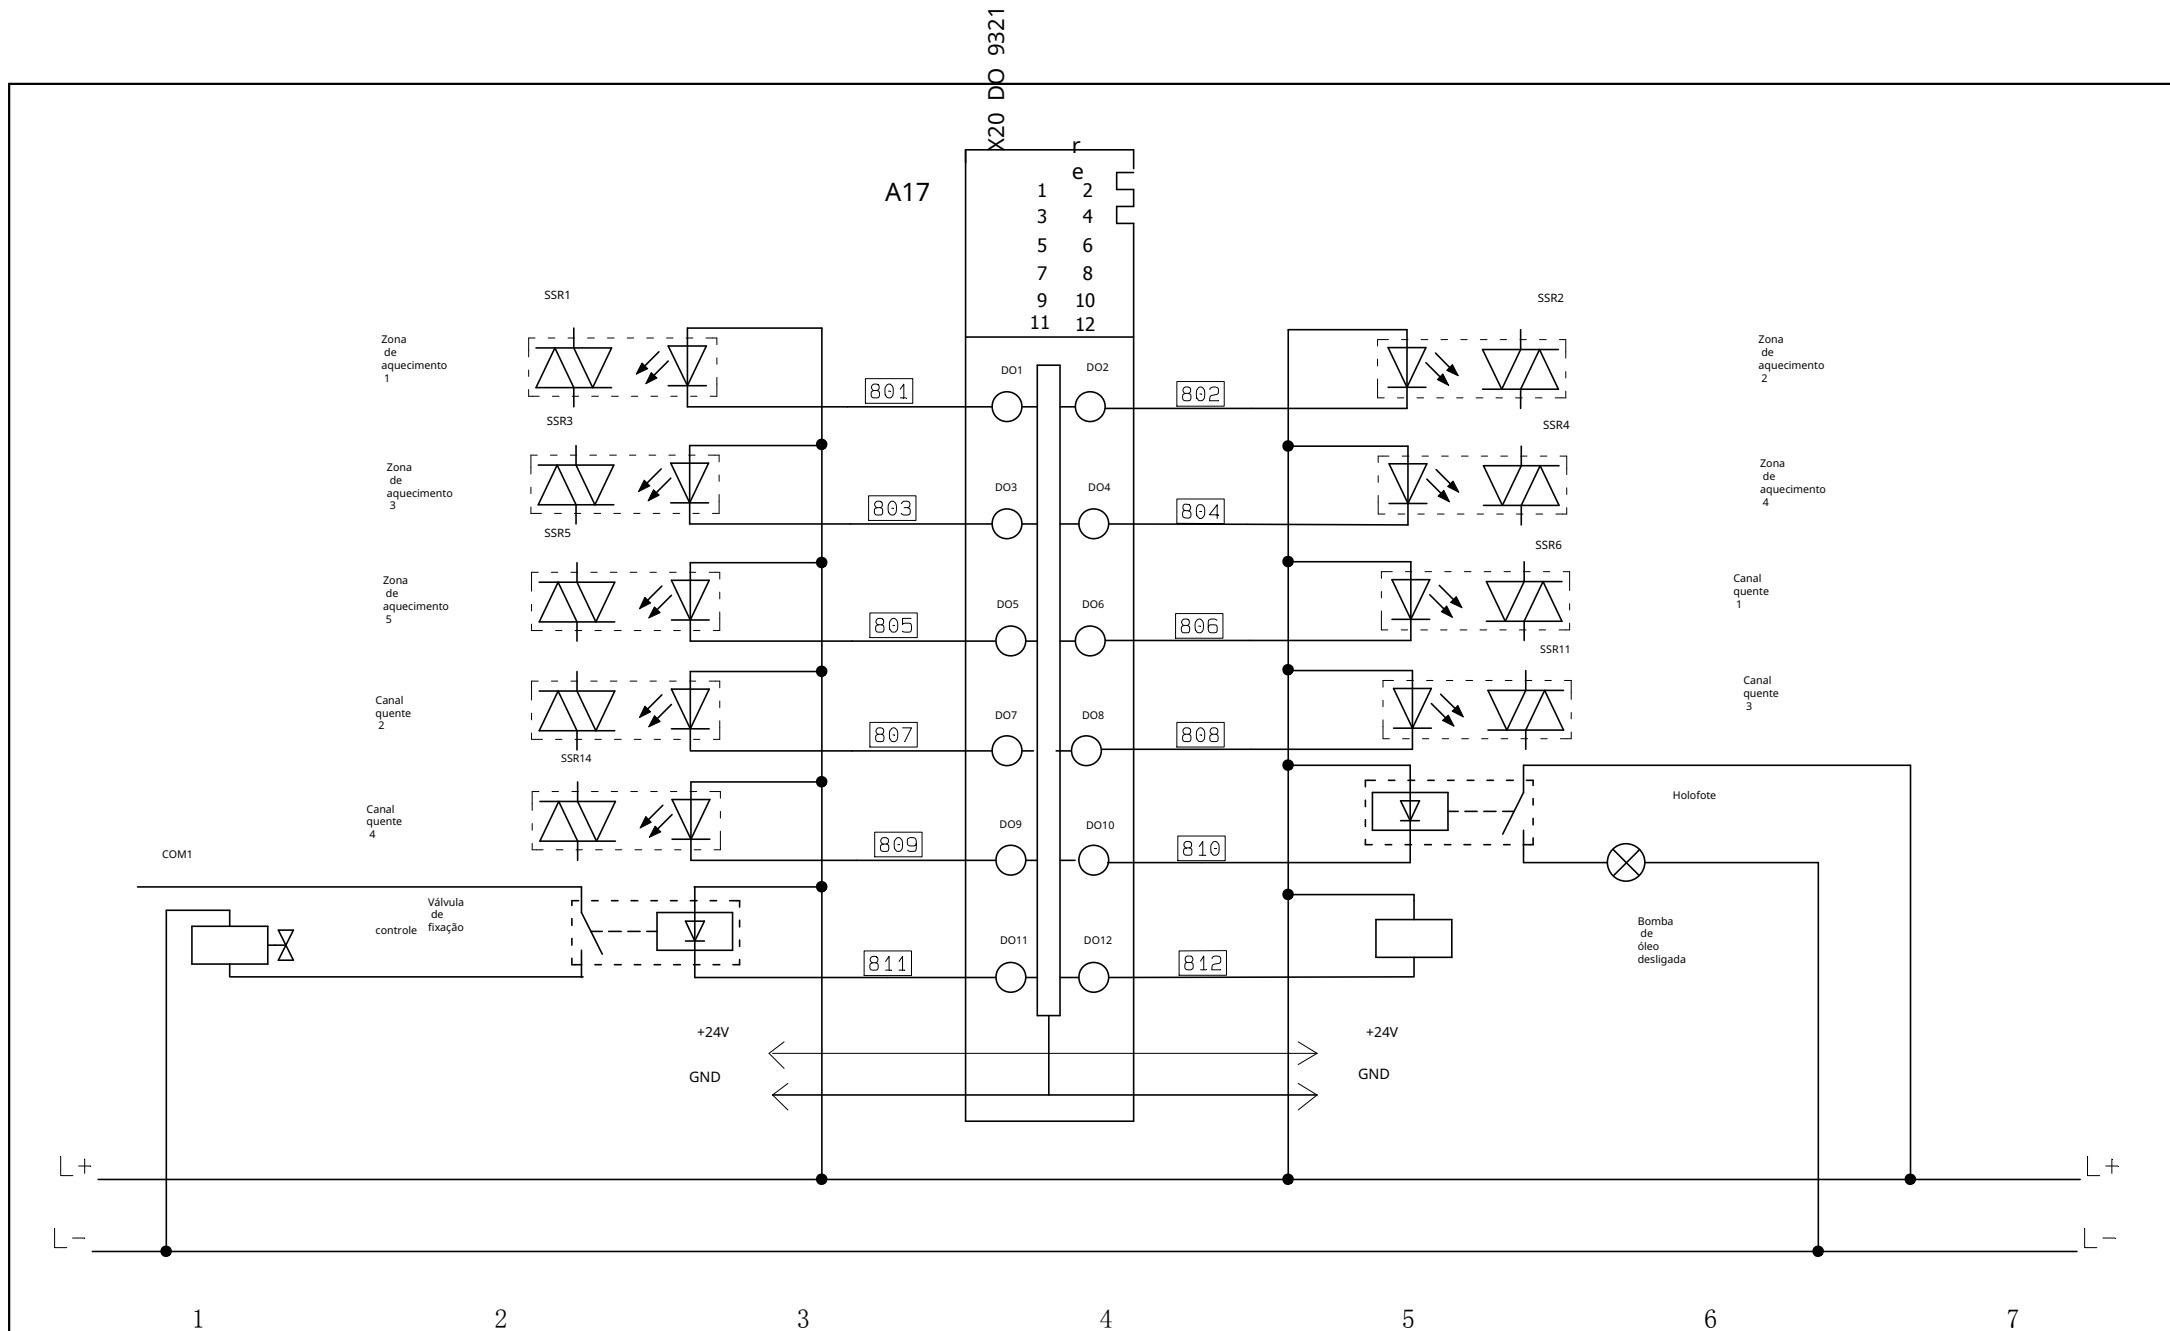 X20 DO 9321
r
e
A17
1 2
3 4
5 6
7 8
9 10
11 12
SSR1
SSR2
Zona
de
aquecimento
1
Zona
de
aquecimento
2
DO1
DO2
801
802
SSR3
SSR4
Zona
de
aquecimento
3
Zona
de
aquecimento
4
DO3
DO4
803
804
SSR5
SSR6
Zona
de
aquecimento
5
Canal
quente
1
DO5
DO6
805
806
SSR11
Canal
quente
2
Canal
quente
3
DO7
DO8
807
808
SSR14
Canal
quente
4
Holofote
DO9
DO10
809
810
COM1
Válvula
de
fixação
controle
Bomba
de
óleo
desligada
DO11
DO12
811
812
+24V
+24V
GND
GND
L+
L+
L-
L-
1 2 3 4 5 6 7